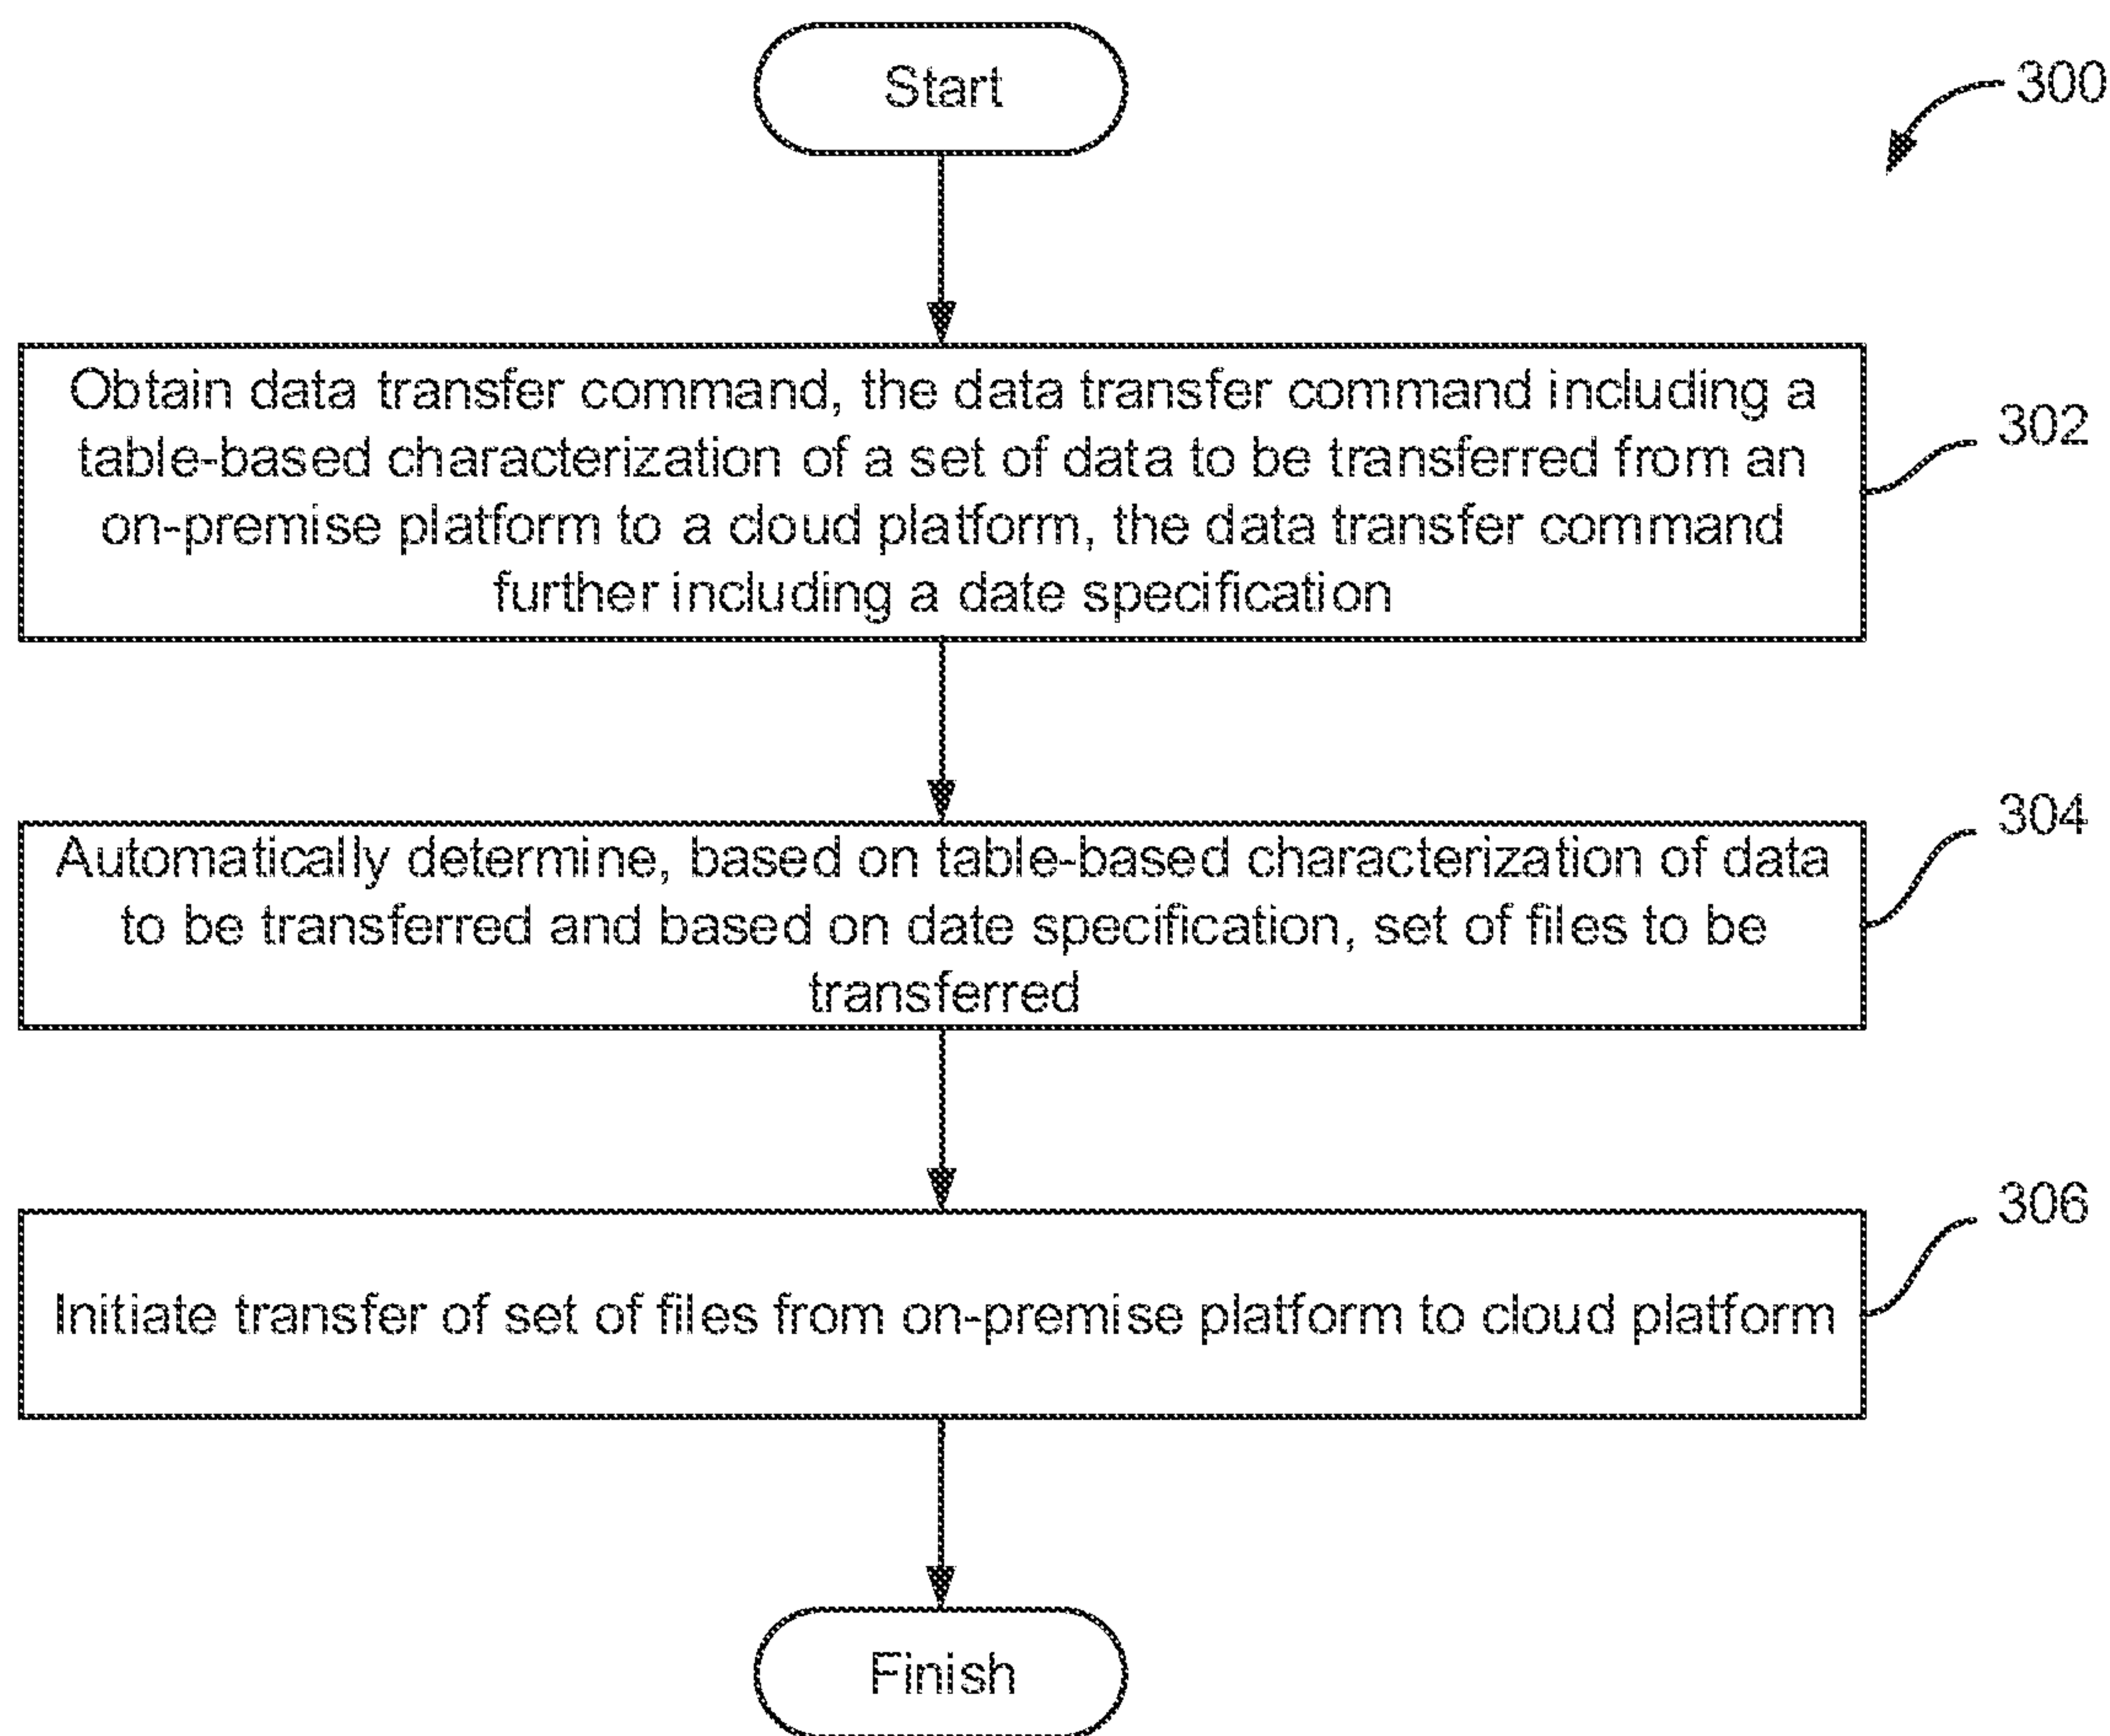 Start
300
Obtain data transfer command, the data transfer command including a
table-based characterization of a set of data to be transferred from an
on-premise platform to a cloud platform, the data transfer command
further including a date specification
302
Automatically determine, based on table-based characterization of data
to be transferred and based on date specification, set of files to be
transferred
304
Initiate transfer of set of files from on-premise platform to cloud platform
306
Finish